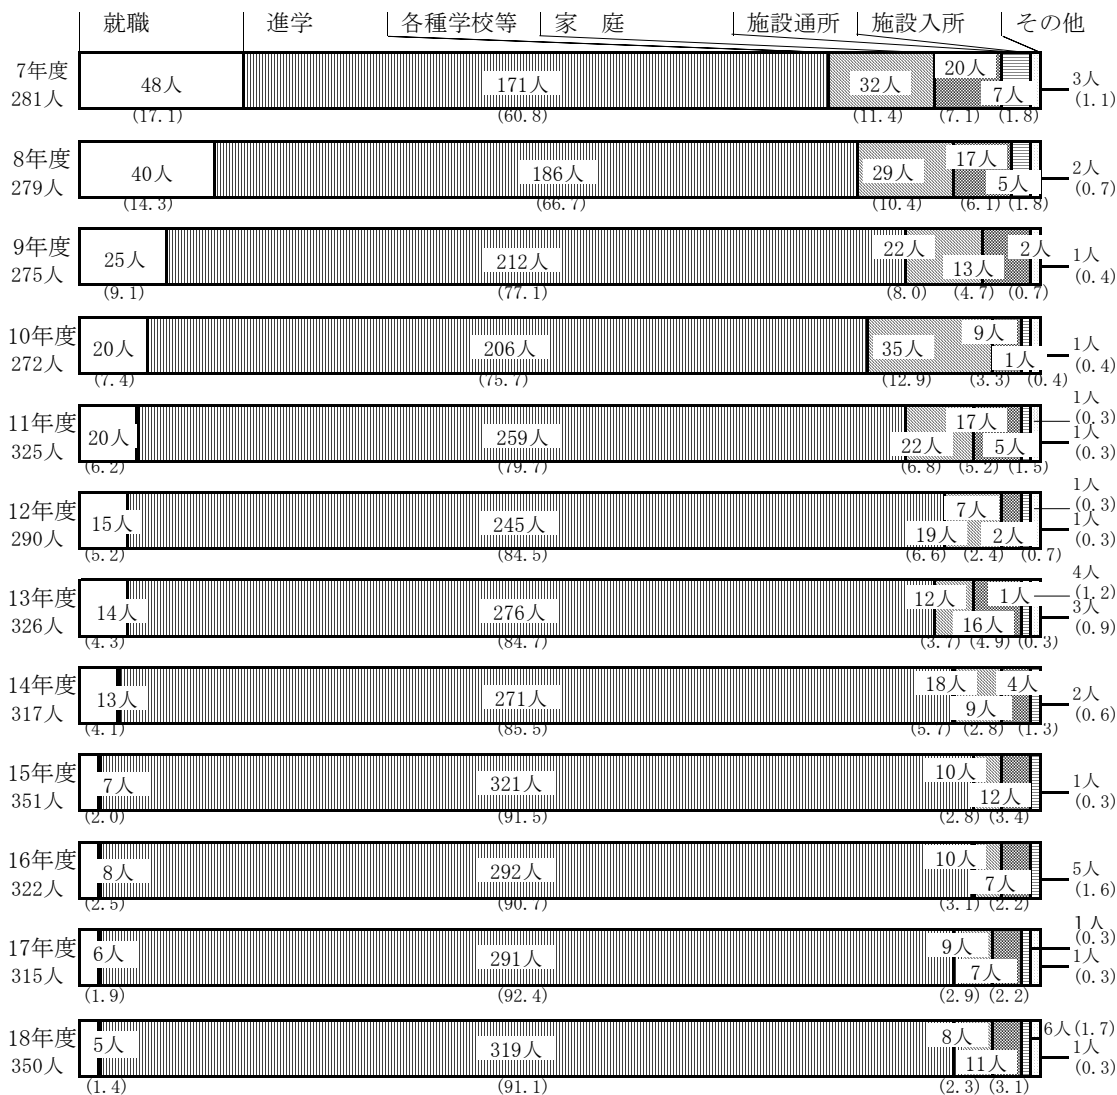 就職 進学 各種学校等 家 庭 施設通所 施設入所 その他
7年度 281人 48人 171人 32人 20人 7人 3人
(17.1) (60.8) (11.4) (7.1) (1.8) (1.1)
8年度 279人 40人 186人 29人 17人 5人 2人
(14.3) (66.7) (10.4) (6.1) (1.8) (0.7)
9年度 275人 25人 212人 22人 13人 2人 1人
(9.1) (77.1) (8.0) (4.7) (0.7) (0.4)
10年度 272人 20人 206人 35人 9人 1人 1人
(7.4) (75.7) (12.9) (3.3) (0.4) (0.4)
11年度 325人 20人 259人 22人 17人 5人 1人 (0.3) 1人
(6.2) (79.7) (6.8) (5.2) (1.5) (0.3)
12年度 290人 15人 245人 19人 7人 2人 1人 (0.3) 1人
(5.2) (84.5) (6.6) (2.4) (0.7) (0.3)
13年度 326人 14人 276人 12人 16人 1人 4人 (1.2) 3人
(4.3) (84.7) (3.7) (4.9) (0.3) (0.9)
14年度 317人 13人 271人 18人 9人 4人 2人
(4.1) (85.5) (5.7) (2.8) (1.3) (0.6)
15年度 351人 7人 321人 10人 12人 1人
(2.0) (91.5) (2.8) (3.4) (0.3)
16年度 322人 8人 292人 10人 7人 5人
(2.5) (90.7) (3.1) (2.2) (1.6)
17年度 315人 6人 291人 9人 7人 1人 (0.3) 1人
(1.9) (92.4) (2.9) (2.2) (0.3)
18年度 350人 5人 319人 8人 11人 6人(1.7) 1人
(1.4) (91.1) (2.3) (3.1) (0.3)